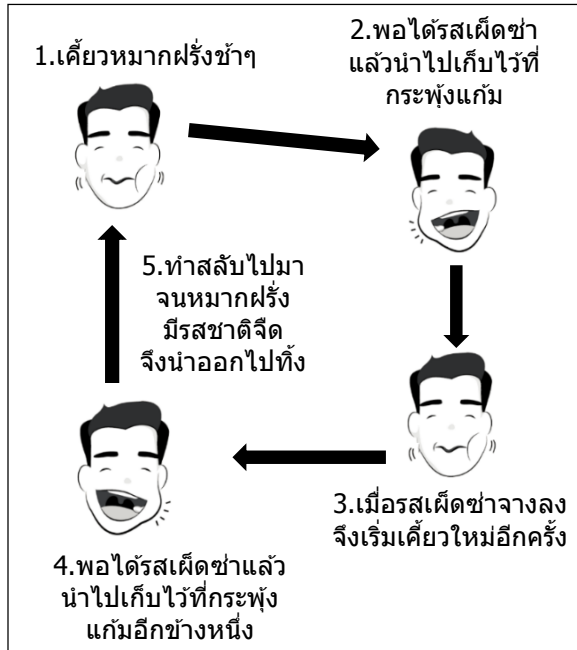 1.เคี้ยวหมากฝรั่งช้าๆ
2.พอได้รสเผ็ดซ่า
แล้วนำไปเก็บไว้ที่
กระพุ้งแก้ม
3.เมื่อรสเผ็ดซ่าจางลง
จึงเริ่มเคี้ยวใหม่อีกครั้ง
4.พอได้รสเผ็ดซ่าแล้ว
นำไปเก็บไว้ที่กระพุ้ง
แก้มอีกข้างหนึ่ง
5.ทำสลับไปมา
จนหมากฝรั่ง
มีรสชาติจืด
จึงนำออกไปทิ้ง